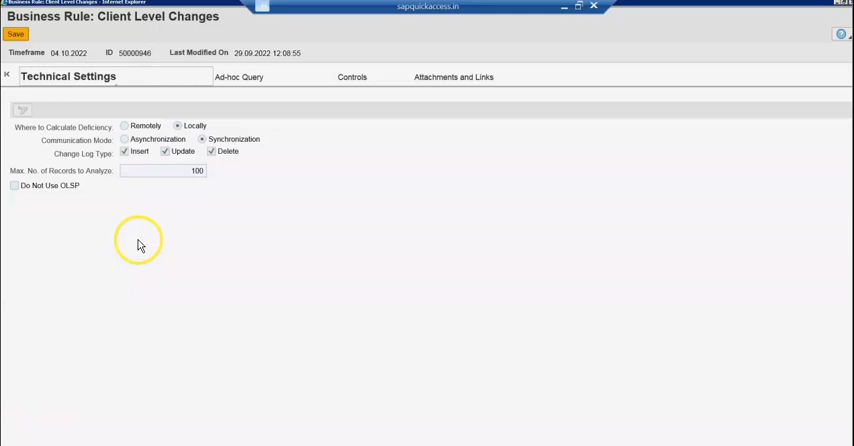 Business Rule: Client Level Changes - Internet Explorer
sapquickaccess.in
Business Rule: Client Level Changes
Save
Timeframe 04.10.2022 ID 50000946 Last Modified On 29.09.2022 12:08:55
Technical Settings Ad-hoc Query Controls Attachments and Links
Where to Calculate Deficiency: Remotely Locally
Communication Mode: Asynchronization Synchronization
Change Log Type: Insert Update Delete
Max. No. of Records to Analyze: 100
Do Not Use OLSP